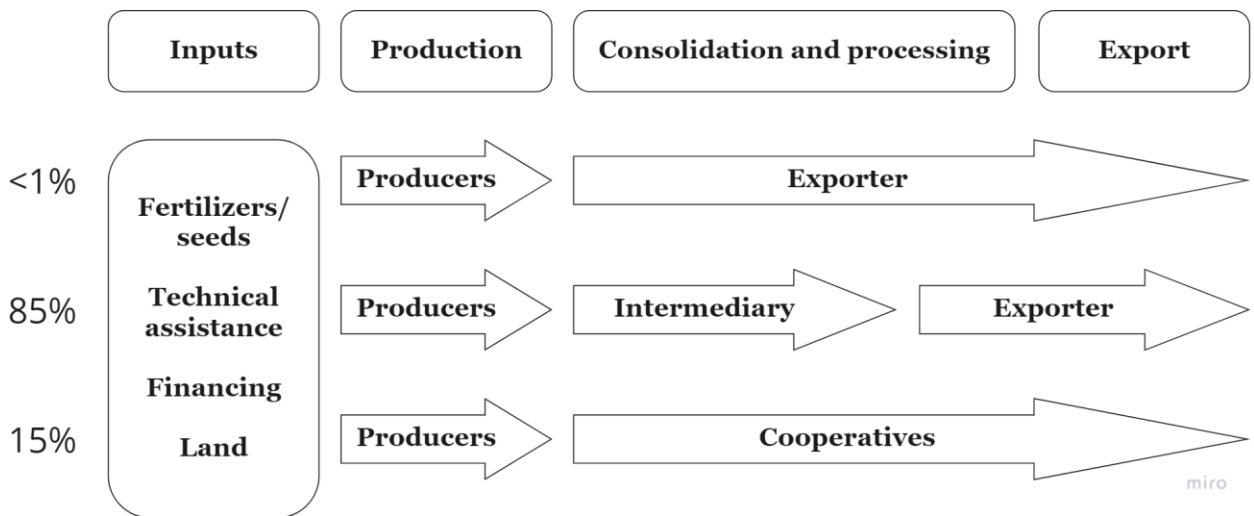 Inputs
Production
Consolidation and processing
Export
<1%
85%
15%
Fertilizers/
seeds
Technical
assistance
Financing
Land
Producers
Exporter
Producers
Intermediary
Exporter
Producers
Cooperatives
miro